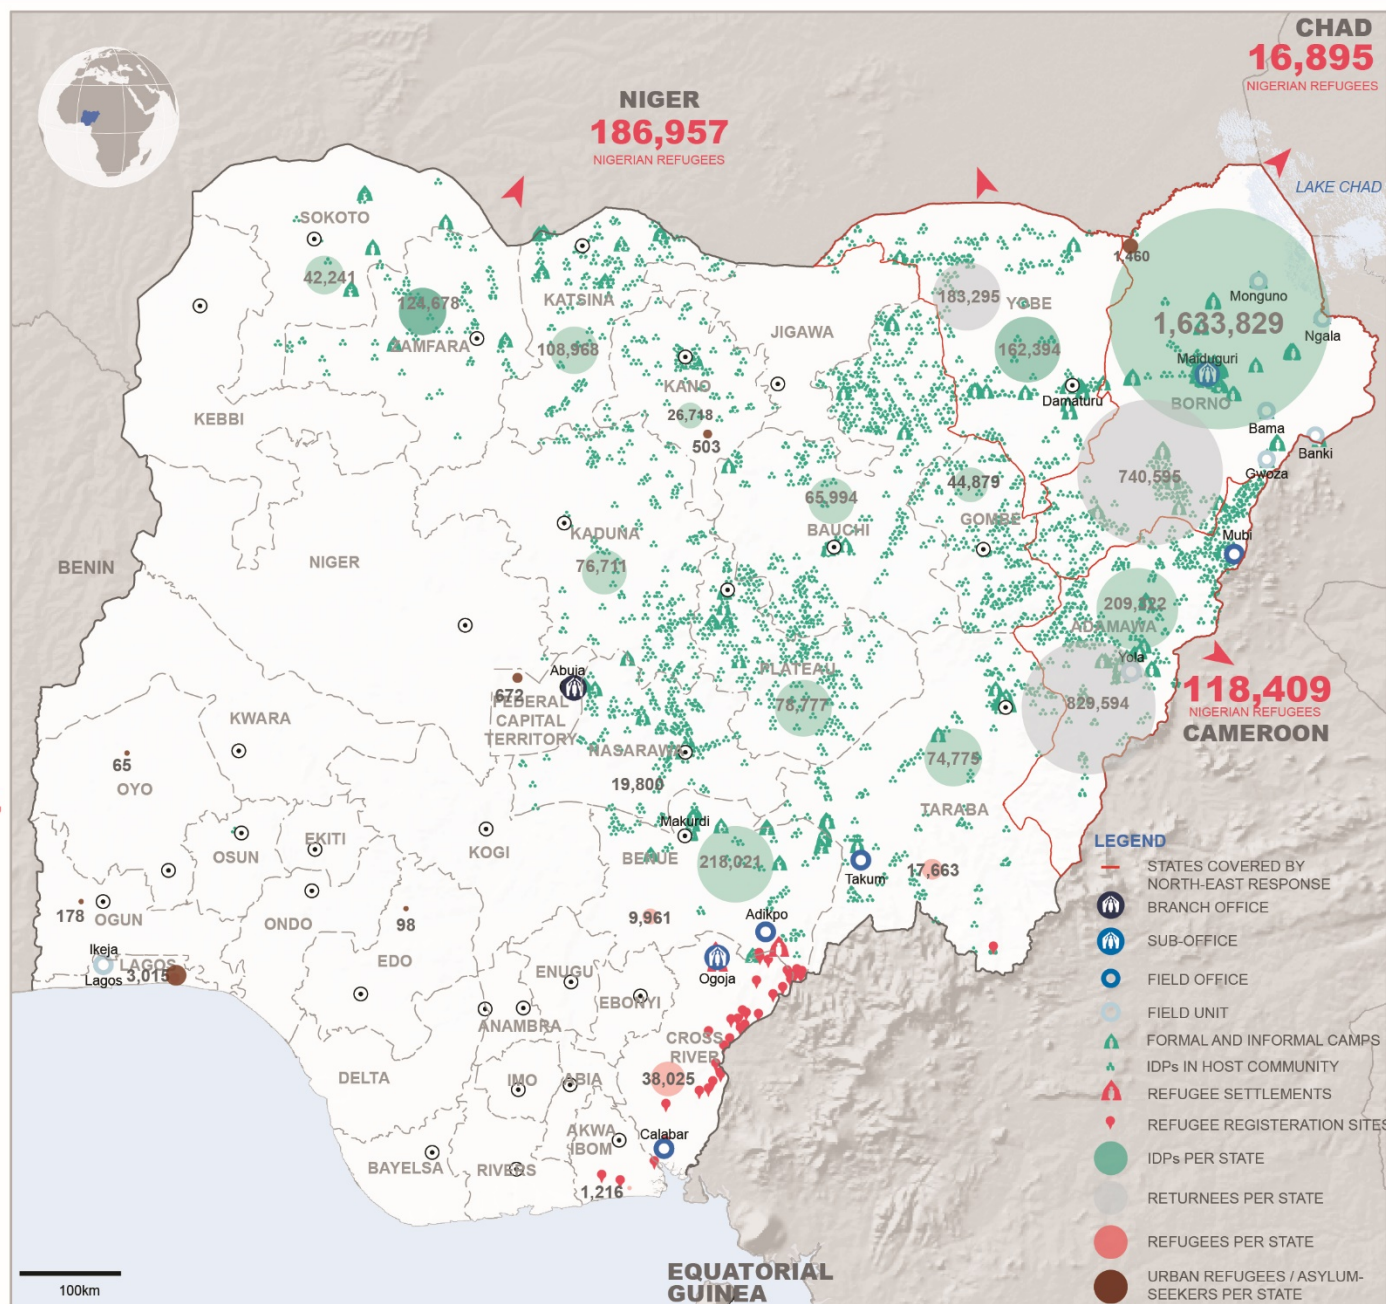 CHAD
16,895
NIGERIAN REFUGEES
NIGER
186,957
NIGERIAN REFUGEES
LAKE CHAD
SOKOTO
42,241
124,678
ZAMFARA
KATSINA
108,968
JIGAWA
KANO
26,718
503
KEBBI
183,295
YOBE
162,394
Damaturu
1,460
Monguno
1,633,829
Ngala
Maiduguri
BORNO
Bama
Banki
Gwoza
740,595
44,879
GOMBE
65,994
BAUCHI
KADUNA
76,711
NIGER
BENIN
Mubi
209,822
ADAMAWA
Yola
829,594
118,409
NIGERIAN REFUGEES
CAMEROON
Abuja
672
FEDERAL
CAPITAL
TERRITORY
PLATEAU
78,777
NASARAWA
19,800
74,775
TARABA
17,663
KWARA
65
OYO
OSUN
EKITI
KOGI
Makurdi
BENUE
218,021
Takum
9,961
Adikpo
Ogoja
178
OGUN
ONDO
98
EDO
Ikeja
LAGOS
Lagos
3,015
ENUGU
EBONYI
ANAMBRA
CROSS
RIVER
38,025
DELTA
IMO
ABIA
AKWA
IBOM
Calabar
BAYELSA
RIVERS
1,216
EQUATORIAL
GUINEA
100km
LEGEND
STATES COVERED BY
NORTH-EAST RESPONSE
BRANCH OFFICE
SUB-OFFICE
FIELD OFFICE
FIELD UNIT
FORMAL AND INFORMAL CAMPS
IDPs IN HOST COMMUNITY
REFUGEE SETTLEMENTS
REFUGEE REGISTERATION SITES
IDPs PER STATE
RETURNEES PER STATE
REFUGEES PER STATE
URBAN REFUGEES / ASYLUM-
SEEKERS PER STATE